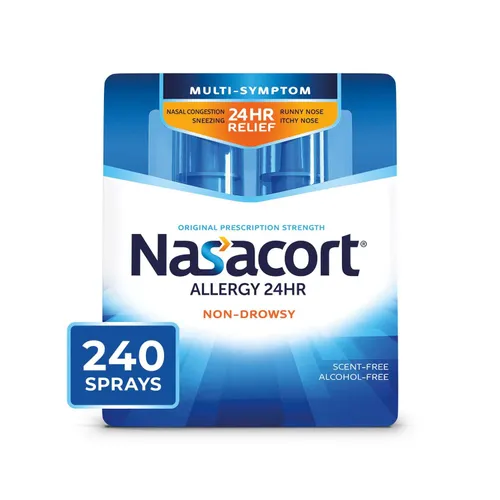 MULTI-SYMPTOM
NASAL CONGESTION
SNEEZING
24HR
RELIEF
RUNNY NOSE
ITCHY NOSE
ORIGINAL PRESCRIPTION STRENGTH
Nasacort®
ALLERGY 24HR
NON-DROWSY
240
SPRAYS
SCENT-FREE
ALCOHOL-FREE